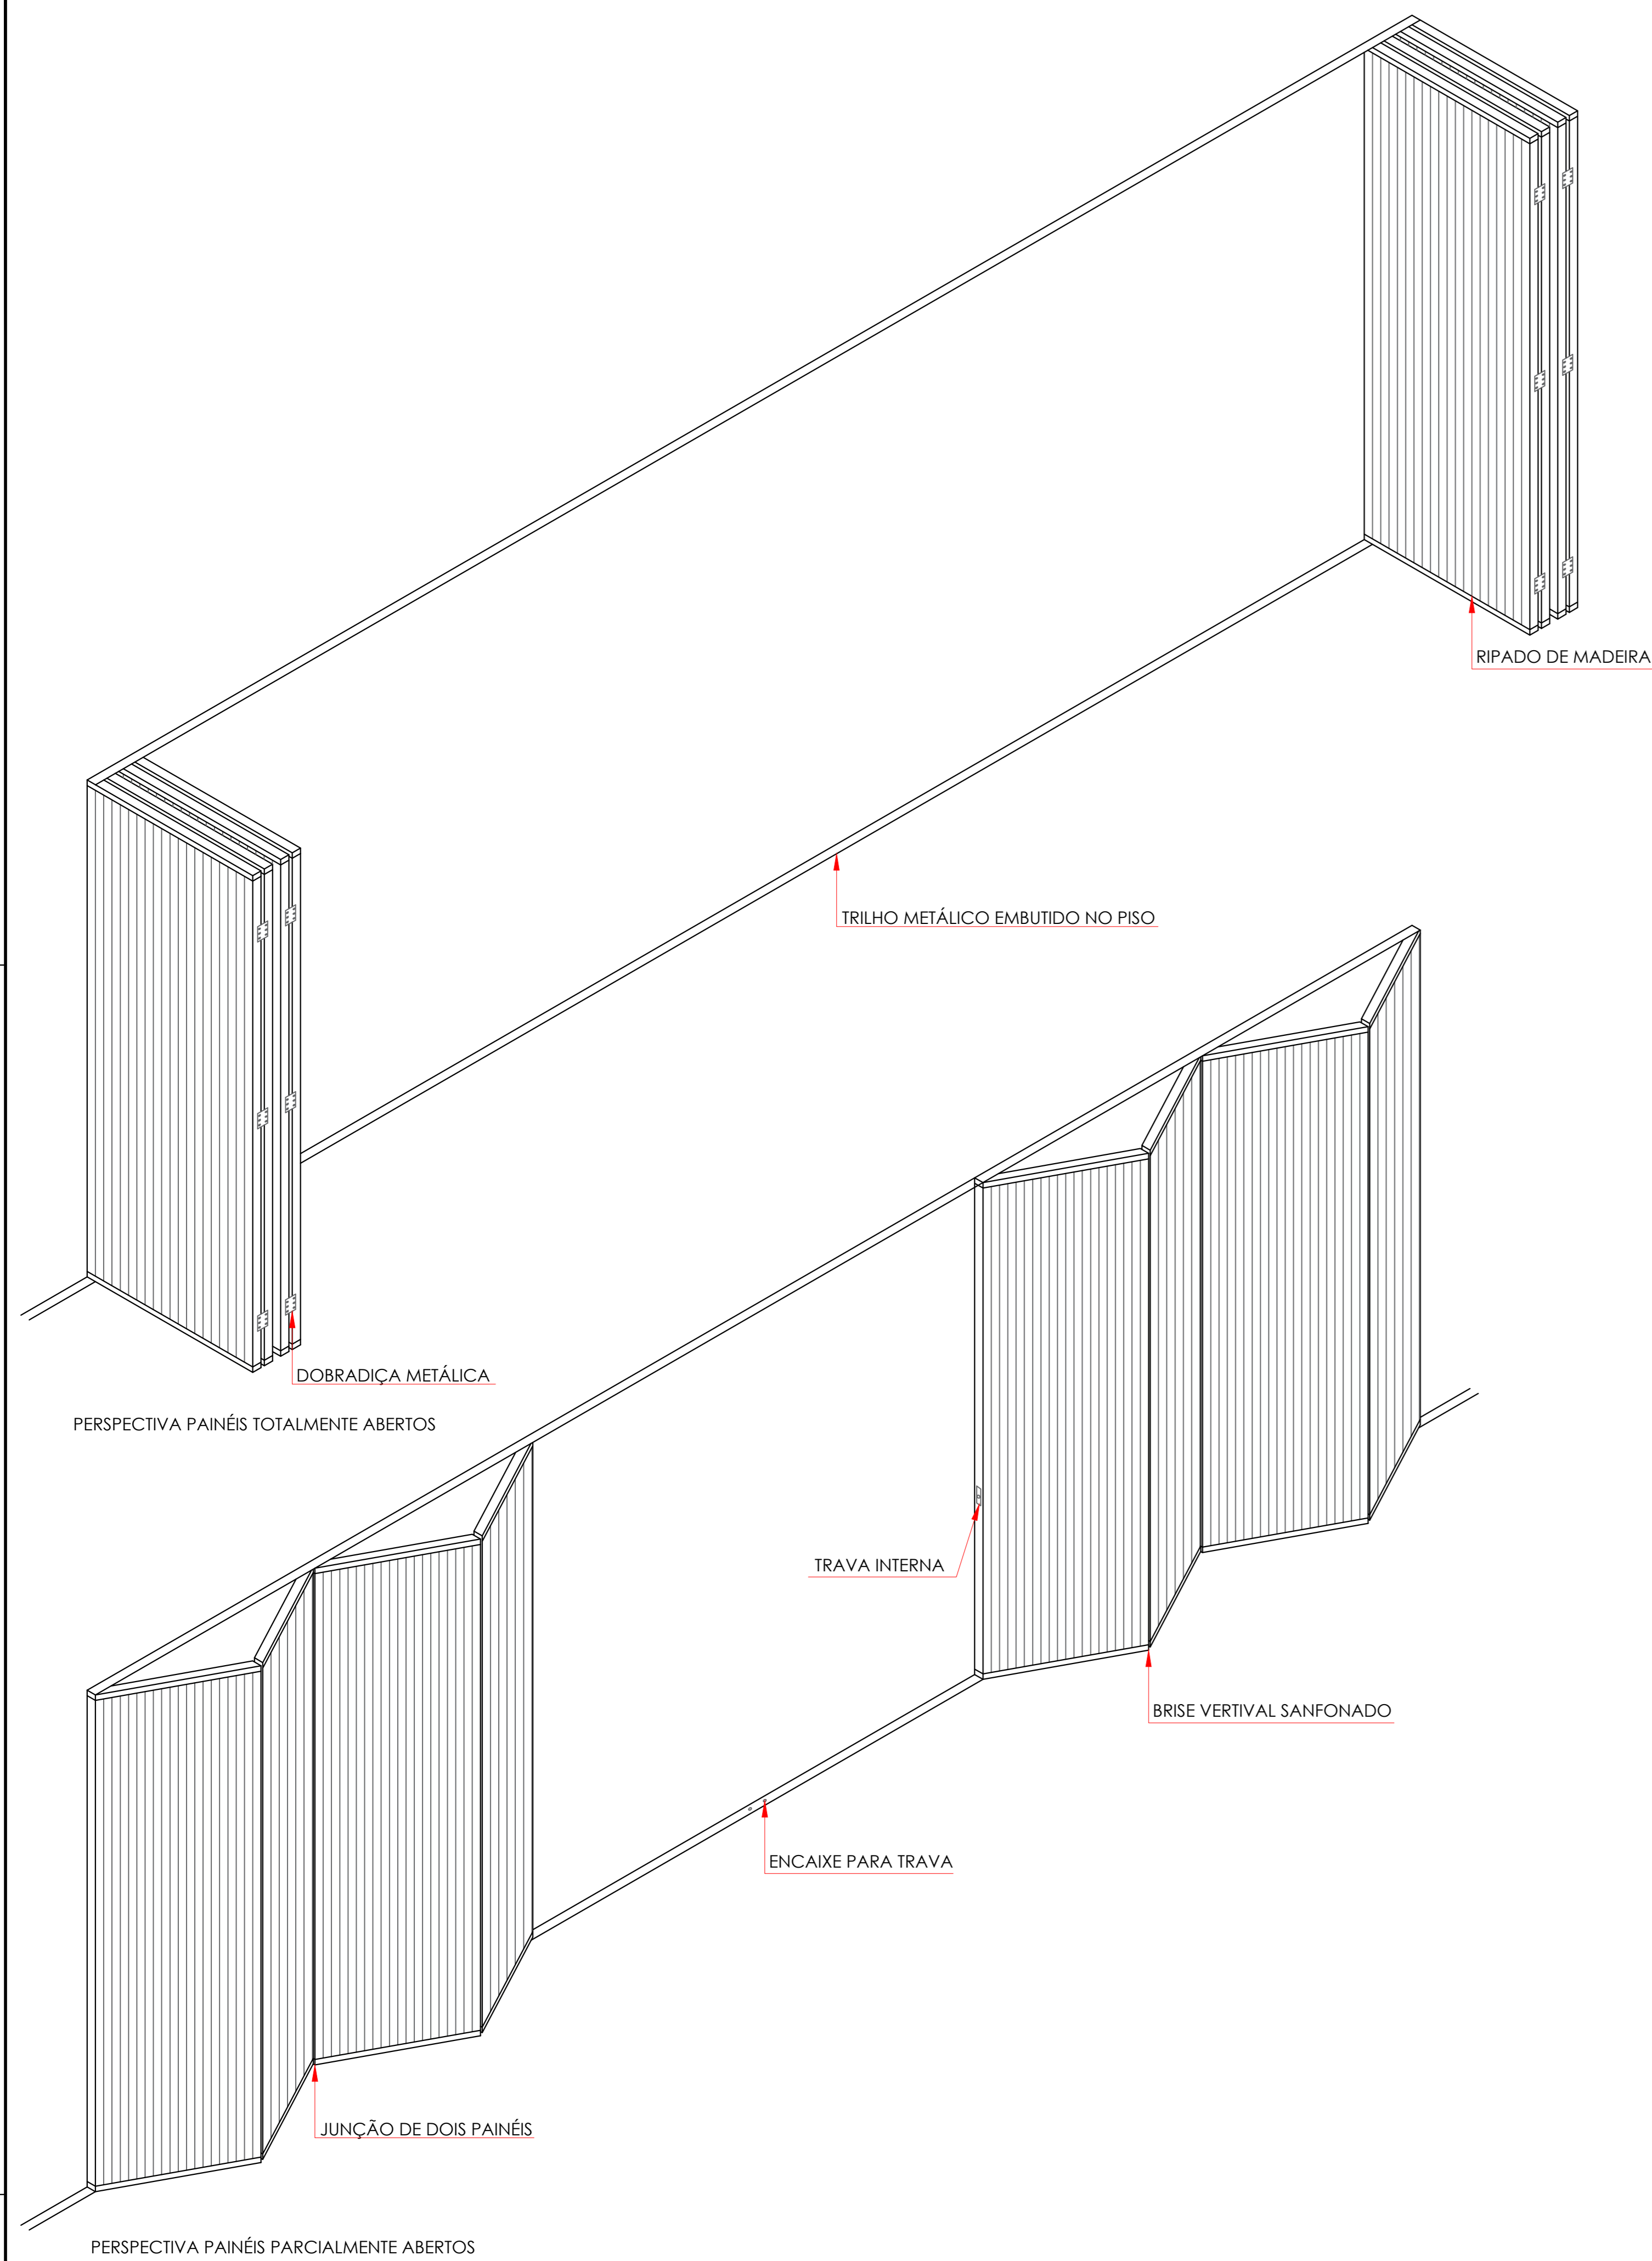 RIPADO DE MADEIRA
TRILHO METÁLICO EMBUTIDO NO PISO
DOBRADIÇA METÁLICA
PERSPECTIVA PAINÉIS TOTALMENTE ABERTOS
TRAVA INTERNA
BRISE VERTIVAL SANFONADO
ENCAIXE PARA TRAVA
JUNÇÃO DE DOIS PAINÉIS
PERSPECTIVA PAINÉIS PARCIALMENTE ABERTOS